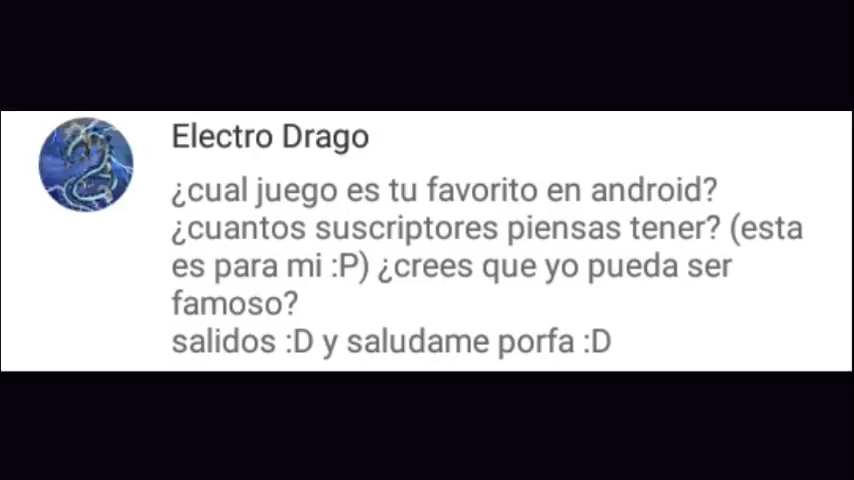 Electro Drago
¿cual juego es tu favorito en android?
¿cuantos suscriptores piensas tener? (esta
es para mi :P) ¿crees que yo pueda ser
famoso?
salidos :D y saludame porfa :D